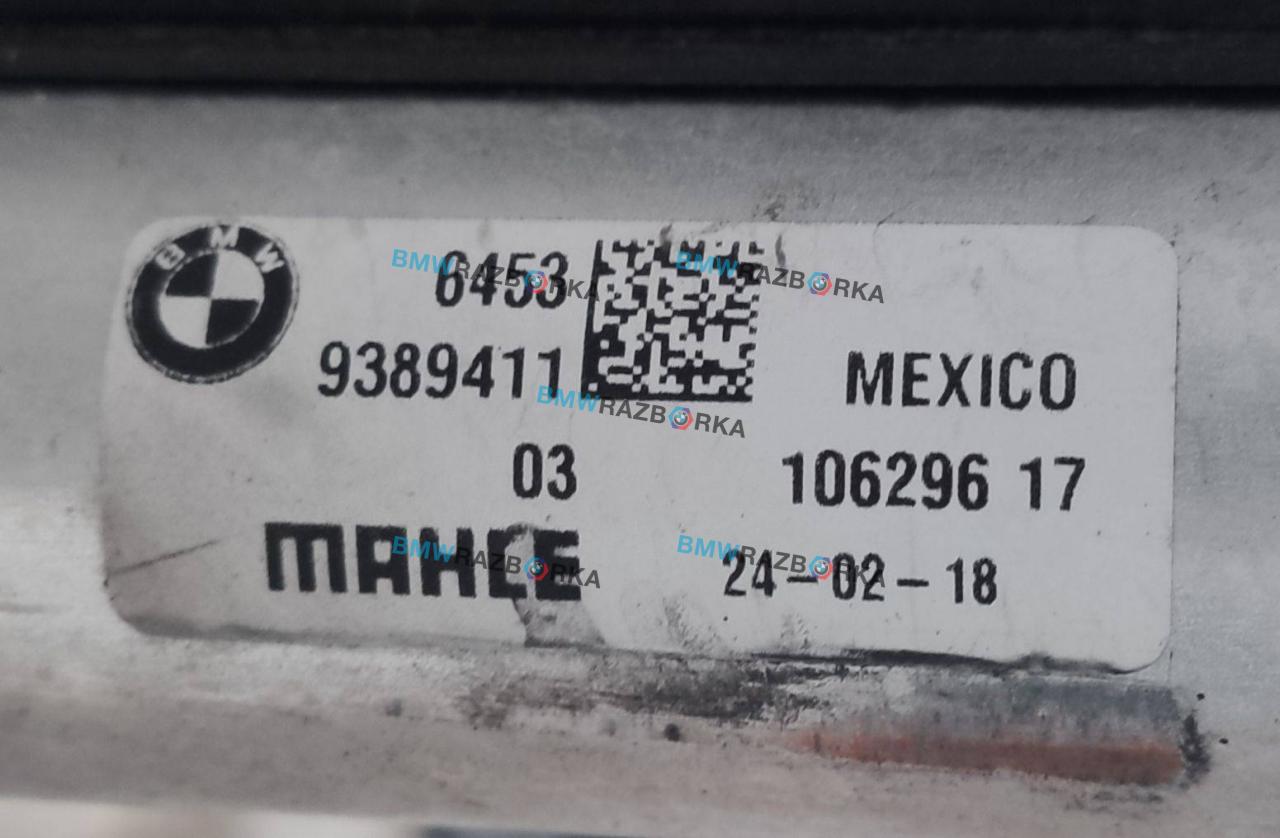 BMW
6453
9389411
03
MAHLE
MEXICO
106296 17
24-02-18
BMWRAZBORKA
BMWRAZBORKA
BMWRAZBORKA
BMWRAZBORKA
BMWRAZBORKA